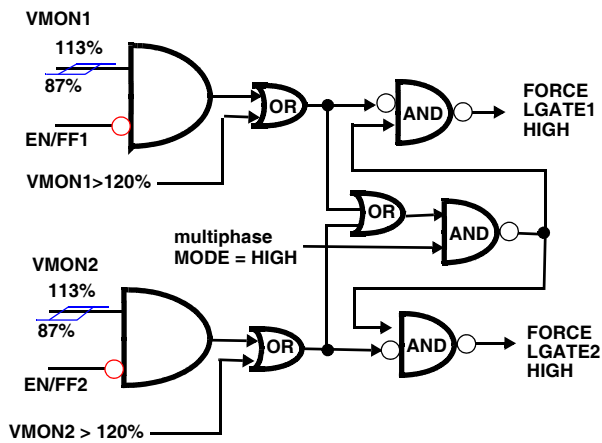 VMON1
113%
87%
EN/FF1
VMON1>120%
OR
AND
FORCE
LGATE1
HIGH
OR
AND
multiphase
MODE = HIGH
VMON2
113%
87%
EN/FF2
VMON2 > 120%
OR
AND
FORCE
LGATE2
HIGH